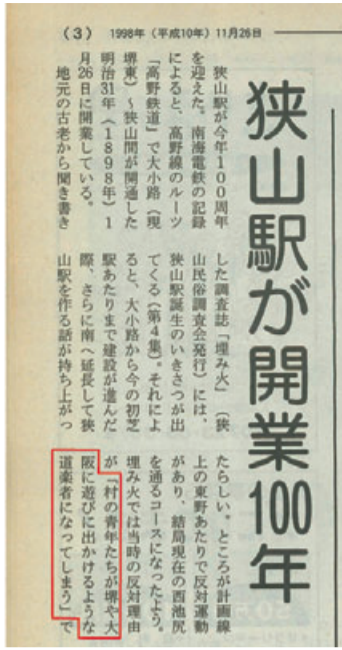 (3) 1998年(平成10年)11月26日
狭山駅が開業100年
狭山駅が今年100周年
を迎えた。南海電鉄の記録
によると、高野線のルーツ
「高野鉄道」で大小路(現
堺東)～狭山間が開通した
明治31年(1898年)1
月26日に開業している。
地元の古老から聞き書き
した調査誌「埋み火」(狭
山民俗調査会発行)には、
狭山駅誕生のいきさつが出
てくる(第4集)。それによ
ると、大小路から今の初芝
駅あたりまで建設が進んだ
際、さらに南へ延長して狭
山駅を作る話が持ち上がっ
たらしい。ところが計画線
上の東野あたりで反対運動
があり、結局現在の西池尻
を通るコースになったよう。
埋み火では当時の反対理由
が「村の青年たちが堺や大
阪に遊びに出かけるような
道楽者になってしまう」で